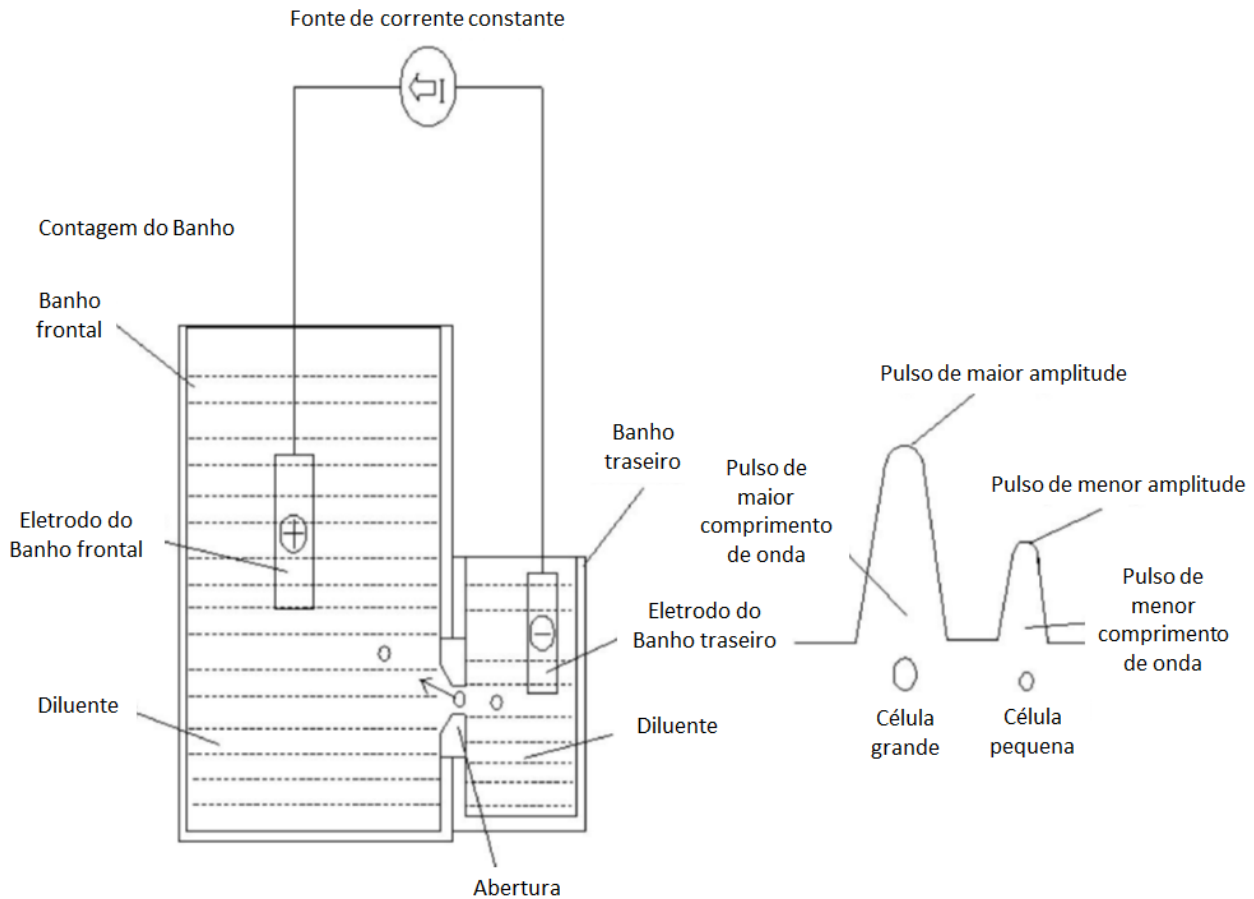 Fonte de corrente constante
I
Contagem do Banho
Banho
frontal
Eletrodo do
Banho frontal
+
Diluente
Banho
traseiro
-
Eletrodo do
Banho traseiro
Diluente
Abertura
Pulso de maior amplitude
Pulso de
maior
comprimento
de onda
Pulso de menor amplitude
Pulso de
menor
comprimento
de onda
Célula
grande
Célula
pequena